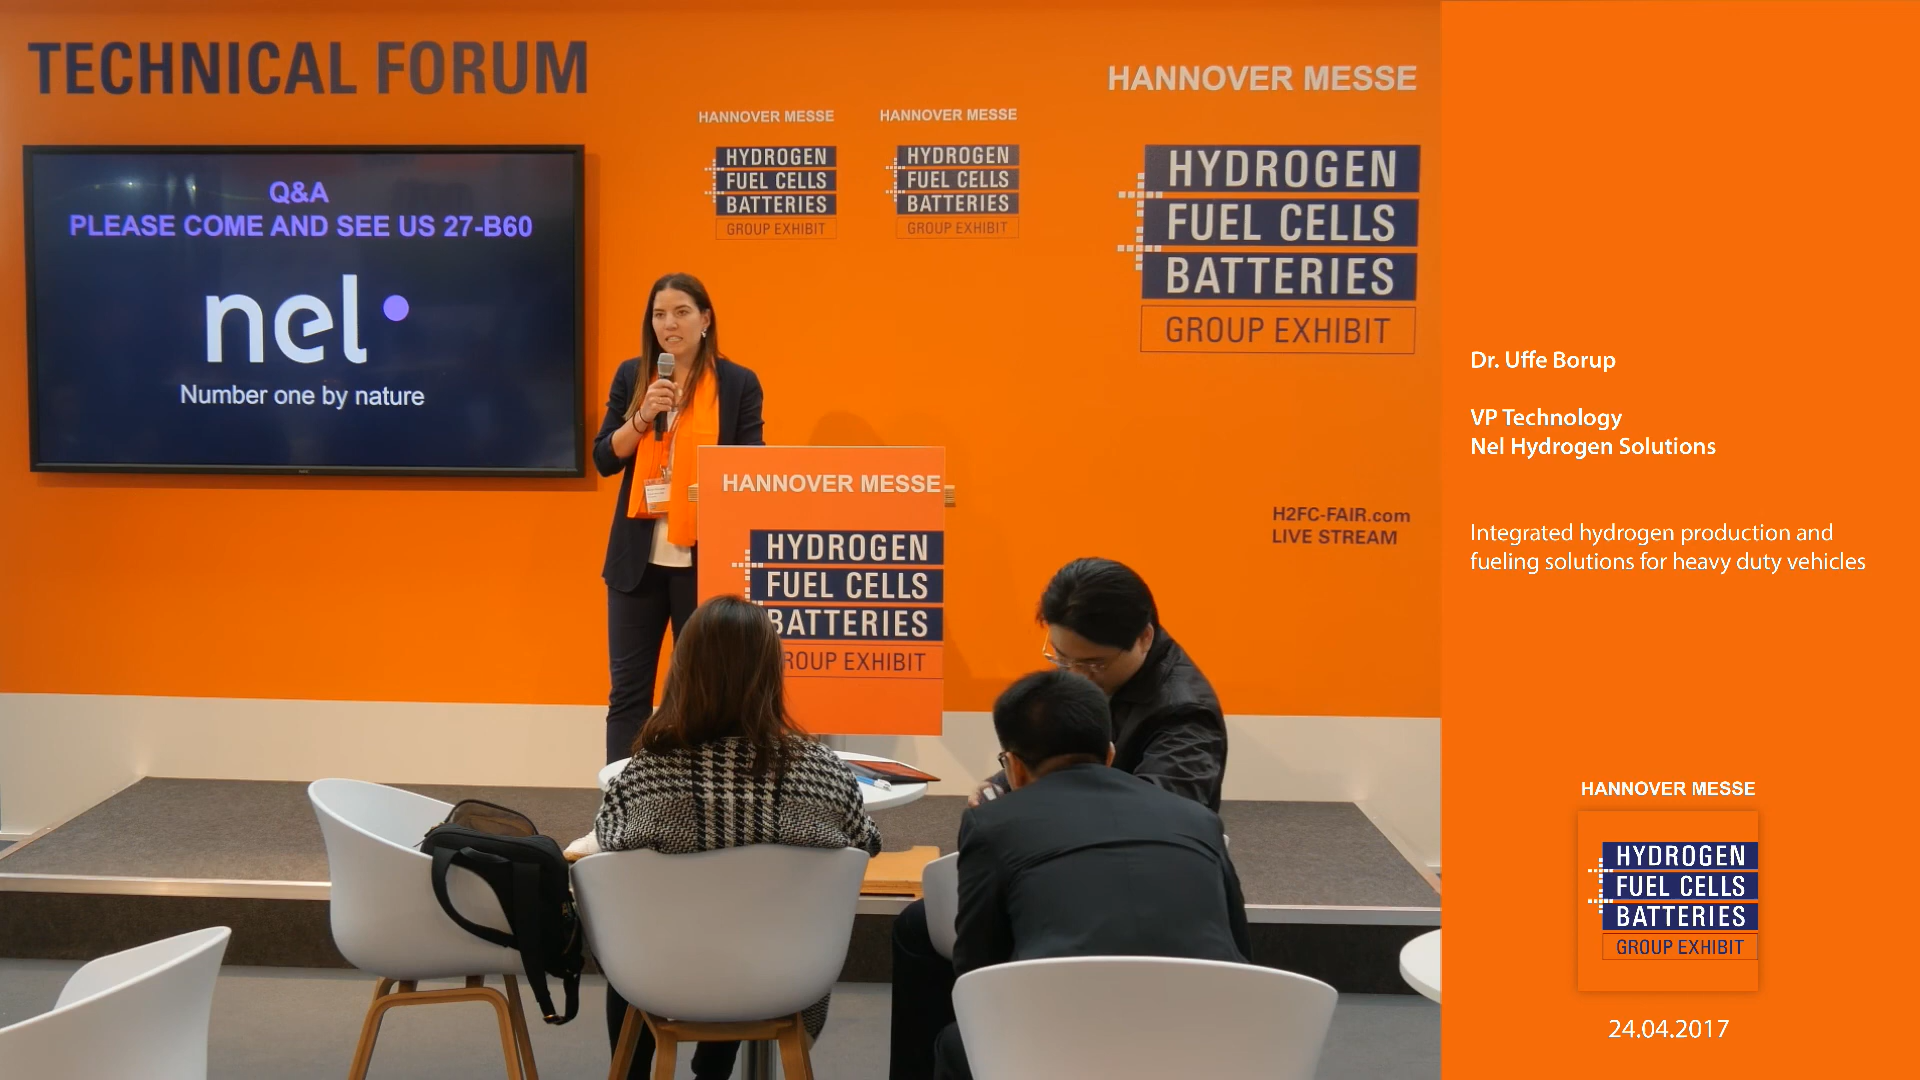 TECHNICAL FORUM
Q&A
PLEASE COME AND SEE US 27-B60
nel
Number one by nature
HANNOVER MESSE
HYDROGEN
FUEL CELLS
BATTERIES
GROUP EXHIBIT
HANNOVER MESSE
HYDROGEN
FUEL CELLS
BATTERIES
GROUP EXHIBIT
HANNOVER MESSE
HYDROGEN
FUEL CELLS
BATTERIES
GROUP EXHIBIT
H2FC-FAIR.com
LIVE STREAM
HANNOVER MESSE
HYDROGEN
FUEL CELLS
BATTERIES
ROUP EXHIBIT
Dr. Uffe Borup
VP Technology
Nel Hydrogen Solutions
Integrated hydrogen production and
fueling solutions for heavy duty vehicles
HANNOVER MESSE
HYDROGEN
FUEL CELLS
BATTERIES
GROUP EXHIBIT
24.04.2017